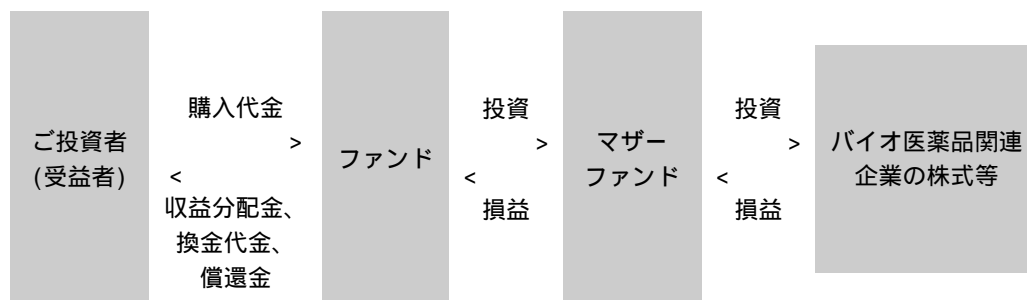 ご投資者
(受益者)
購入代金
>
<
収益分配金、
換金代金、
償還金
ファンド
投資
>
<
損益
マザー
ファンド
投資
>
<
損益
バイオ医薬品関連
企業の株式等